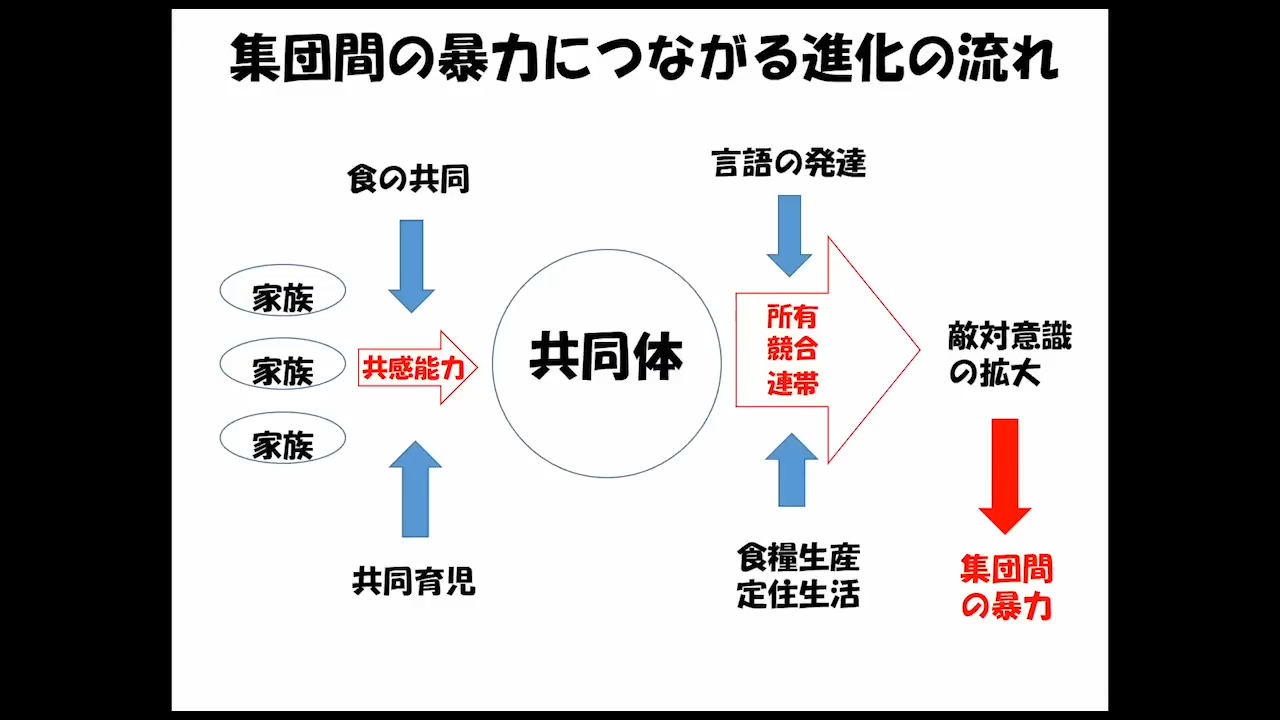 集団間の暴力につながる進化の流れ
食の共同
言語の発達
家族
家族
家族
共感能力
共同体
所有
競合
連帯
敵対意識
の拡大
共同育児
食糧生産
定住生活
集団間
の暴力